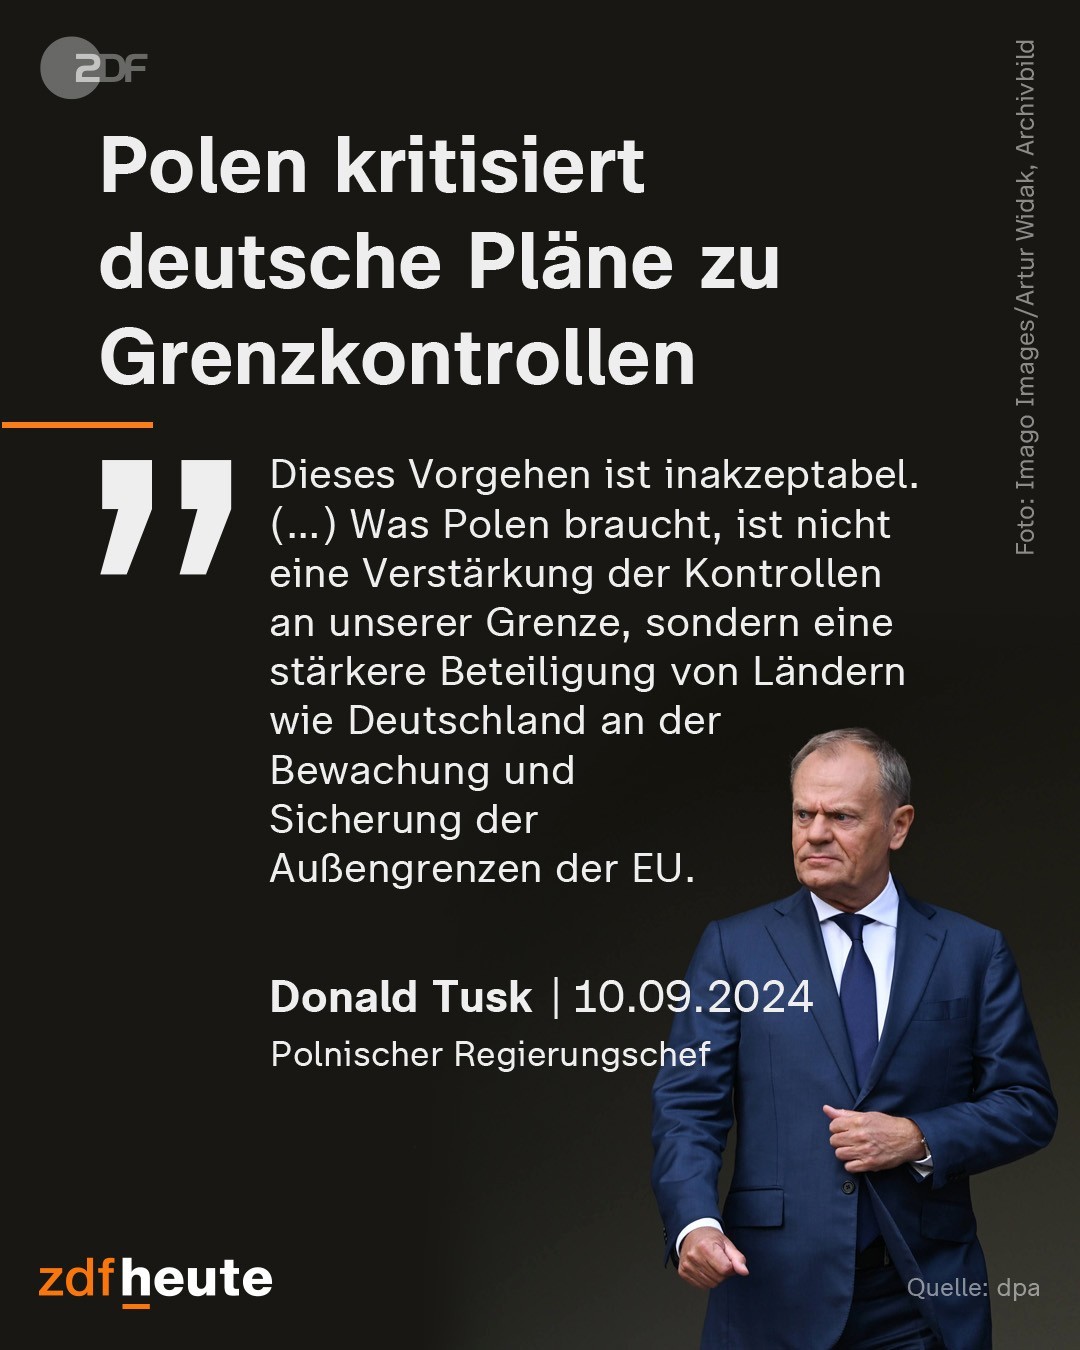 ZDF
Polen kritisiert
deutsche Pläne zu
Grenzkontrollen
” Dieses Vorgehen ist inakzeptabel.
(...) Was Polen braucht, ist nicht
eine Verstärkung der Kontrollen
an unserer Grenze, sondern eine
stärkere Beteiligung von Ländern
wie Deutschland an der
Bewachung und
Sicherung der
Außengrenzen der EU.
Donald Tusk | 10.09.2024
Polnischer Regierungschef
zdfheute
Quelle: dpa
Foto: Imago Images/Artur Widak, Archivbild